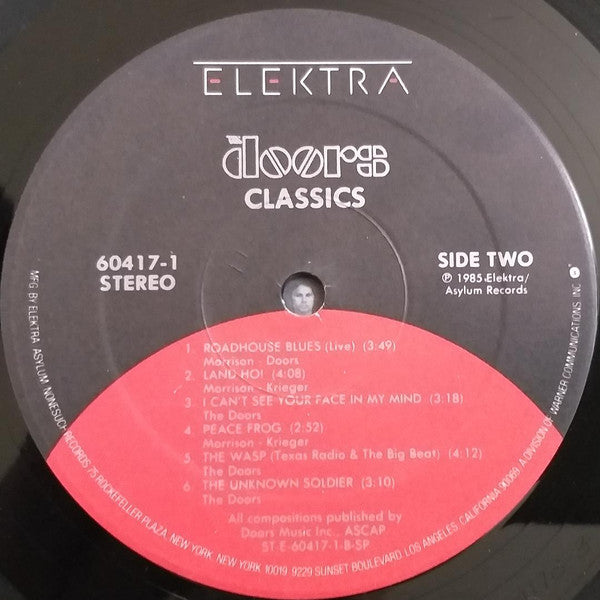 ELEKTRA
THE doors
CLASSICS
60417-1
STEREO
SIDE TWO
℗ 1985 Elektra/
Asylum Records
1. ROADHOUSE BLUES (Live) (3:49)
Morrison - Doors
2. LAND HO! (4:08)
Morrison - Krieger
3. I CAN'T SEE YOUR FACE IN MY MIND (3:18)
The Doors
4. PEACE FROG (2:52)
Morrison - Krieger
5. THE WASP (Texas Radio & The Big Beat) (4:12)
The Doors
6. THE UNKNOWN SOLDIER (3:10)
The Doors
All compositions published by
Doors Music Inc., ASCAP
ST-E-60417-1-B-SP
MFG BY ELEKTRA ASYLUM NONESUCH RECORDS 75 ROCKEFELLER PLAZA, NEW YORK, NEW YORK 10019 · 9229 SUNSET BOULEVARD, LOS ANGELES, CALIFORNIA 90069. A DIVISION OF WARNER COMMUNICATIONS INC.